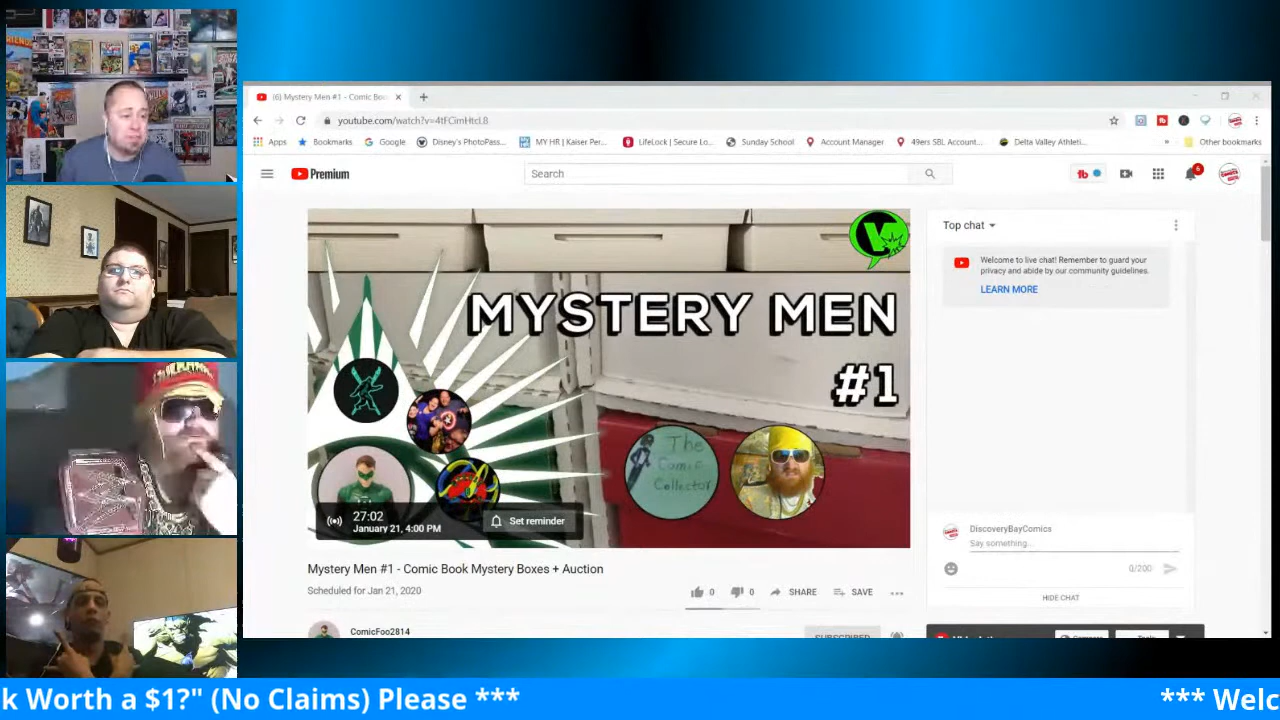 (6) Mystery Men #1 - Comic Boo
youtube.com/watch?v=4tFCimHtcL8
Apps
Bookmarks
Google
Disney's PhotoPass...
MY HR | Kaiser Per...
LifeLock | Secure Lo...
Sunday School
Account Manager
49ers SBL Account...
Delta Valley Athleti...
»
Other bookmarks
Premium
Search
tb
6
MYSTERY MEN
#1
The
Comic
Collector
27:02
January 21, 4:00 PM
Set reminder
Top chat
Welcome to live chat! Remember to guard your
privacy and abide by our community guidelines.
LEARN MORE
DiscoveryBayComics
Say something...
0/200
HIDE CHAT
Mystery Men #1 - Comic Book Mystery Boxes + Auction
Scheduled for Jan 21, 2020
0
0
SHARE
SAVE
ComicFoo2814
SUBSCRIBED
k Worth a $1?" (No Claims) Please ***
*** Welc